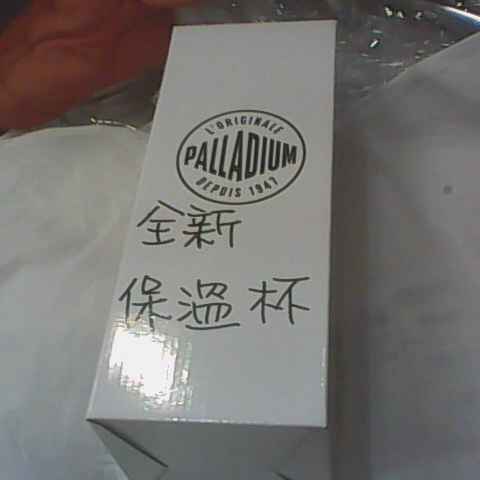 L'ORIGINALE
PALLADIUM
DEPUIS 1947
全新
保溫杯